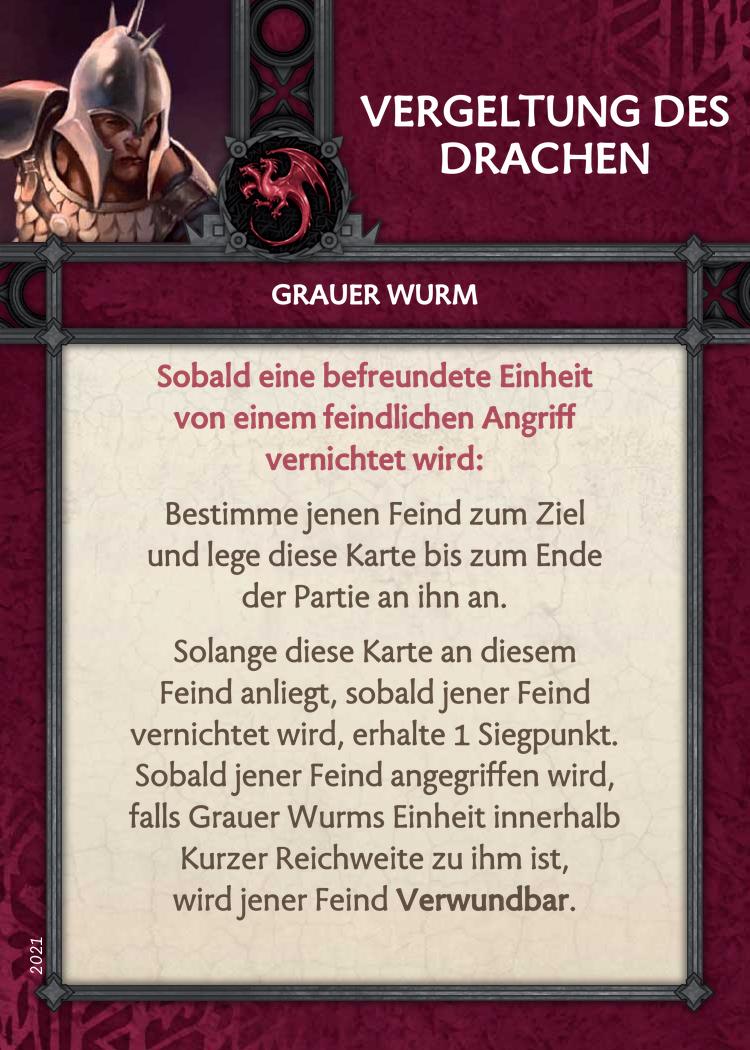 VERGELTUNG DES
DRACHEN
GRAUER WURM
Sobald eine befreundete Einheit
von einem feindlichen Angriff
vernichtet wird:
Bestimme jenen Feind zum Ziel
und lege diese Karte bis zum Ende
der Partie an ihn an.
Solange diese Karte an diesem
Feind anliegt, sobald jener Feind
vernichtet wird, erhalte 1 Siegpunkt.
Sobald jener Feind angegriffen wird,
falls Grauer Wurms Einheit innerhalb
Kurzer Reichweite zu ihm ist,
wird jener Feind Verwundbar.
2021